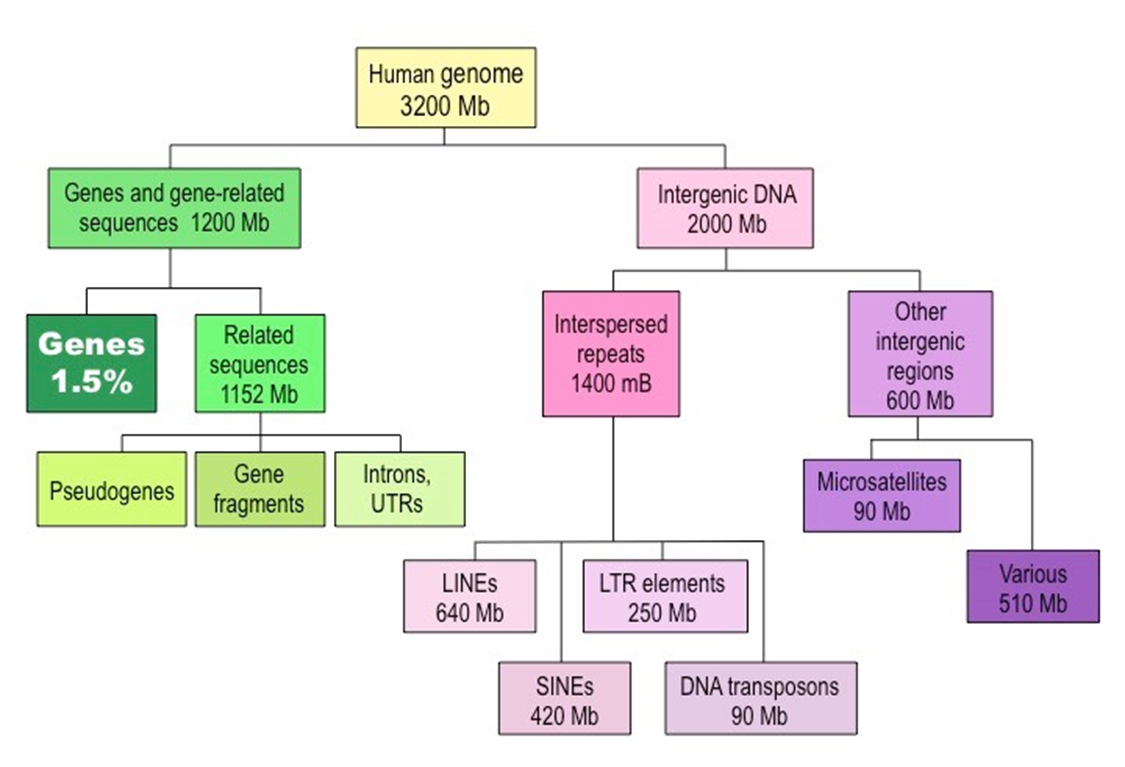 Human genome
3200 Mb
Genes and gene-related
sequences 1200 Mb
Intergenic DNA
2000 Mb
Genes
1.5%
Related
sequences
1152 Mb
Interspersed
repeats
1400 mB
Other
intergenic
regions
600 Mb
Pseudogenes
Gene
fragments
Introns,
UTRs
Microsatellites
90 Mb
LINEs
640 Mb
LTR elements
250 Mb
Various
510 Mb
SINEs
420 Mb
DNA transposons
90 Mb